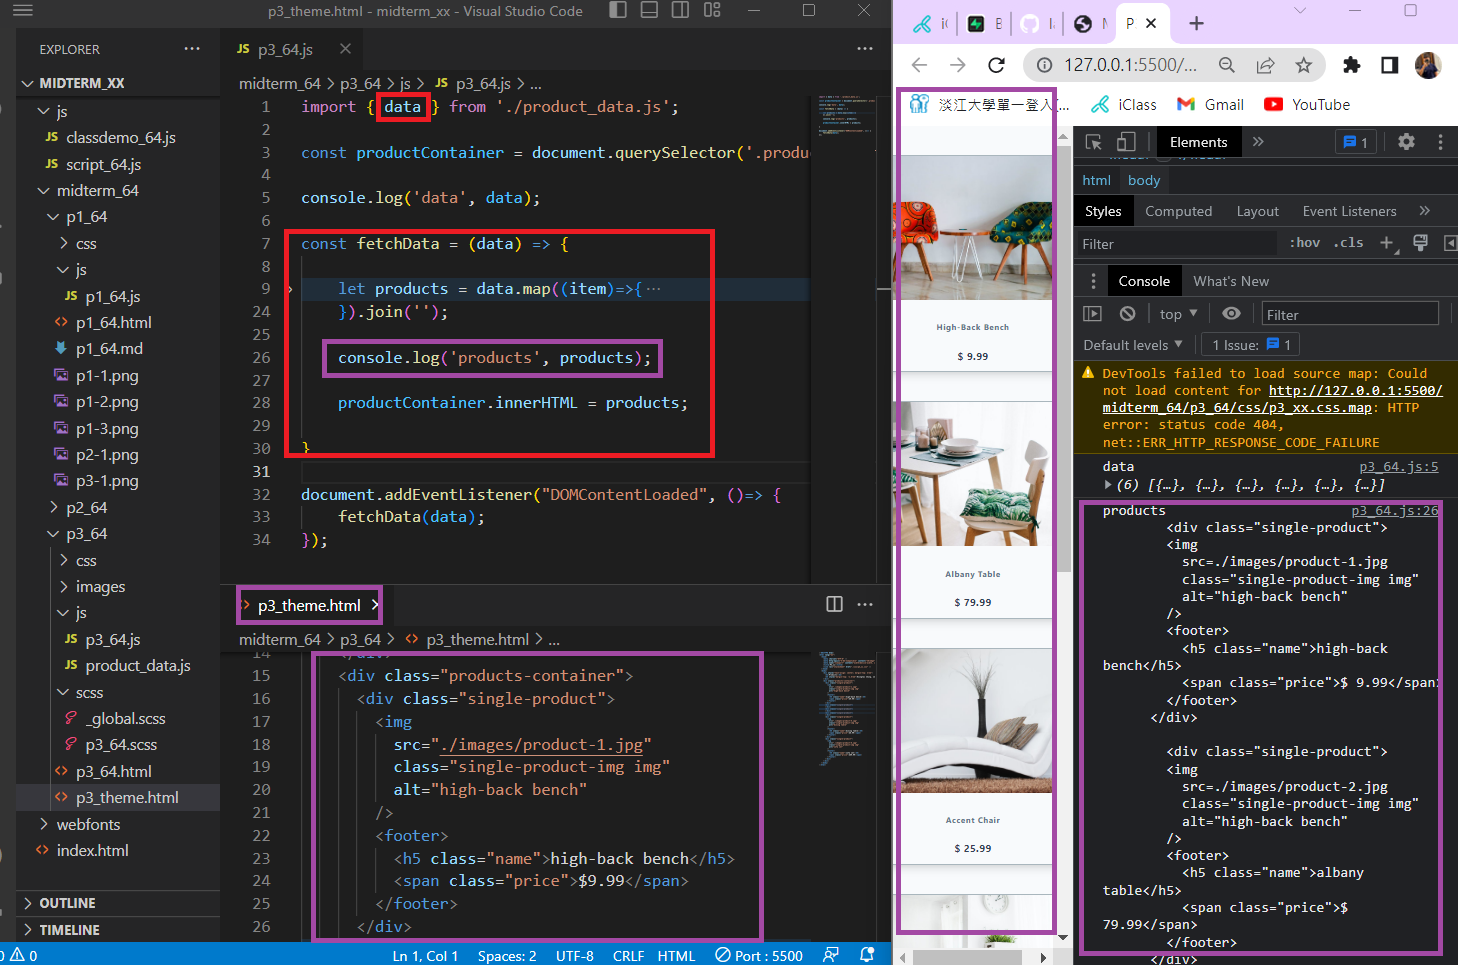 p3_theme.html - midterm_xx - Visual Studio Code
EXPLORER
MIDTERM_XX
js
JS classdemo_64.js
JS script_64.js
midterm_64
p1_64
css
js
JS p1_64.js
<> p1_64.html
p1_64.md
p1-1.png
p1-2.png
p1-3.png
p2-1.png
p3-1.png
p2_64
p3_64
css
images
js
JS p3_64.js
JS product_data.js
scss
_global.scss
p3_64.scss
<> p3_64.html
<> p3_theme.html
webfonts
<> index.html
OUTLINE
TIMELINE
JS p3_64.js
midterm_64 > p3_64 > js > JS p3_64.js > ...
1 import { data } from './product_data.js';
2
3 const productContainer = document.querySelector('.produ
4
5 console.log('data', data);
6
7 const fetchData = (data) => {
8
9 let products = data.map((item)=>{ ...
24 }).join('');
25
26 console.log('products', products);
27
28 productContainer.innerHTML = products;
29
30 }
31
32 document.addEventListener("DOMContentLoaded", ()=> {
33 fetchData(data);
34 });
p3_theme.html
midterm_64 > p3_64 > <> p3_theme.html > ...
14 </div>
15 <div class="products-container">
16 <div class="single-product">
17 <img
18 src="./images/product-1.jpg"
19 class="single-product-img img"
20 alt="high-back bench"
21 />
22 <footer>
23 <h5 class="name">high-back bench</h5>
24 <span class="price">$9.99</span>
25 </footer>
26 </div>
0 0 Ln 1, Col 1 Spaces: 2 UTF-8 CRLF HTML Port : 5500
127.0.0.1:5500/...
淡江大學單一登入(... iClass Gmail YouTube
High-Back Bench
$ 9.99
Albany Table
$ 79.99
Accent Chair
$ 25.99
Elements 1
html body
Styles Computed Layout Event Listeners
Filter :hov .cls
Console What's New
top Filter
Default levels 1 Issue: 1
DevTools failed to load source map: Could
not load content for http://127.0.0.1:5500/
midterm_64/p3_64/css/p3_xx.css.map: HTTP
error: status code 404,
net::ERR_HTTP_RESPONSE_CODE_FAILURE
data p3_64.js:5
(6) [{…}, {…}, {…}, {…}, {…}, {…}]
products p3_64.js:26
<div class="single-product">
<img
src=./images/product-1.jpg
class="single-product-img img"
alt="high-back bench"
/>
<footer>
<h5 class="name">high-back
bench</h5>
<span class="price">$ 9.99</span>
</footer>
</div>
<div class="single-product">
<img
src=./images/product-2.jpg
class="single-product-img img"
alt="high-back bench"
/>
<footer>
<h5 class="name">albany
table</h5>
<span class="price">$
79.99</span>
</footer>
</div>